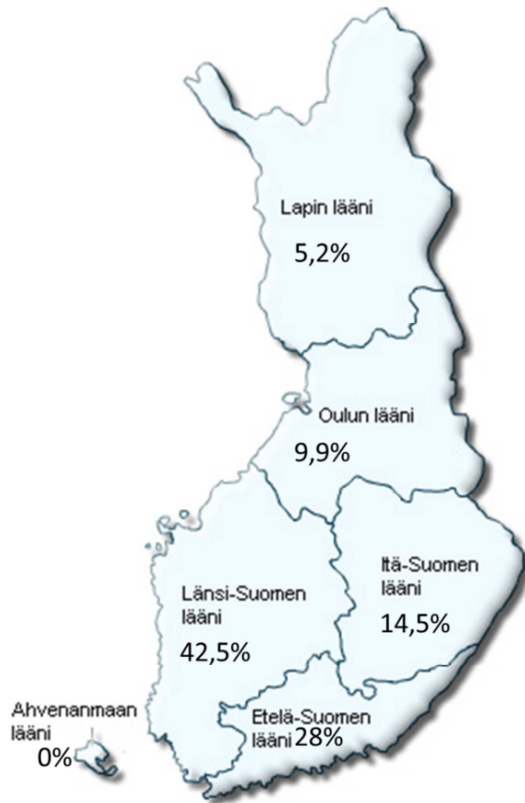 Lapin lääni
5,2%
Oulun lääni
9,9%
Itä-Suomen
lääni
14,5%
Länsi-Suomen
lääni
42,5%
Ahvenanmaan
lääni
0%
Etelä-Suomen
lääni 28%